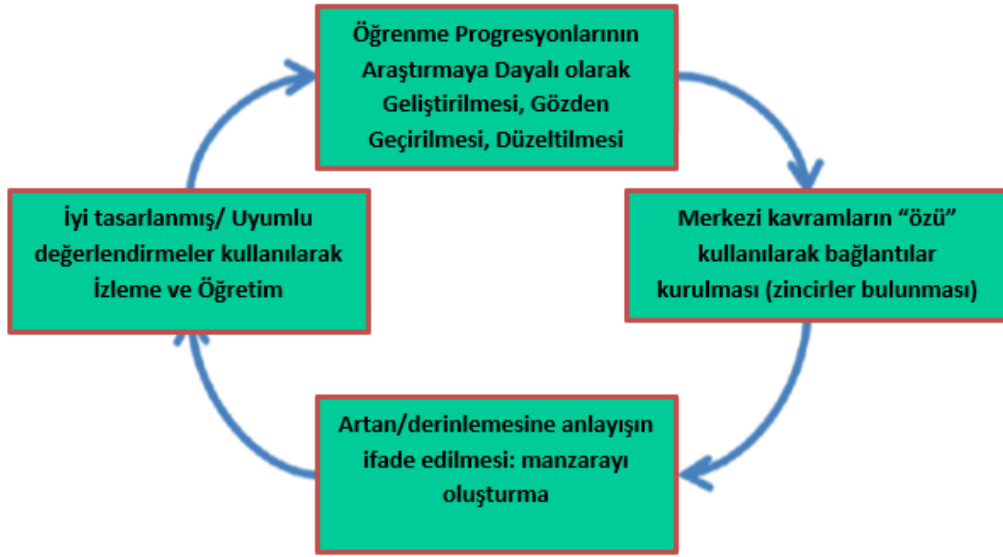 Öğrenme Progresyonlarının
Araştırmaya Dayalı olarak
Geliştirilmesi, Gözden
Geçirilmesi, Düzeltilmesi
Merkezi kavramların “özü”
kullanılarak bağlantılar
kurulması (zincirler bulunması)
Artan/derinlemesine anlayışın
ifade edilmesi: manzarayı
oluşturma
İyi tasarlanmış/ Uyumlu
değerlendirmeler kullanılarak
İzleme ve Öğretim